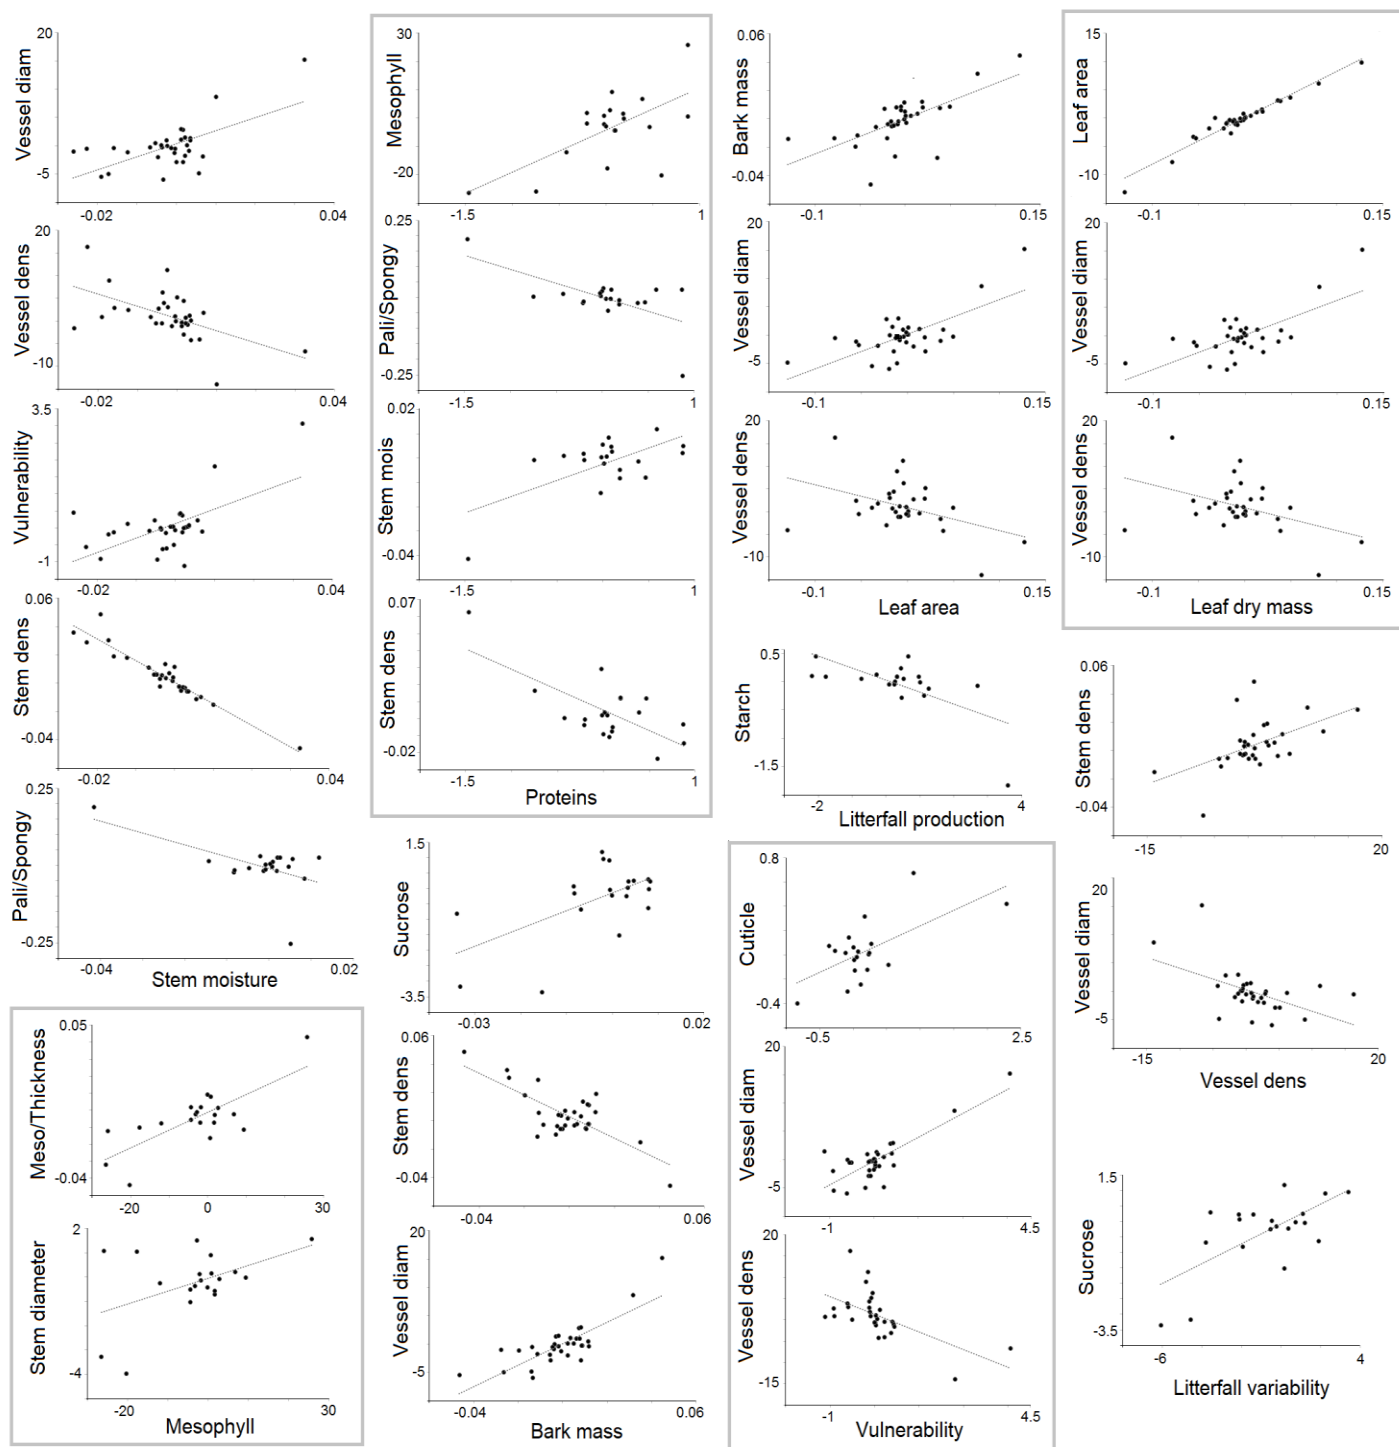 20
Vessel diam
-5
-0.02 0.04
20
Vessel dens
-10
-0.02 0.04
3.5
Vulnerability
-1
-0.02 0.04
0.06
Stem dens
-0.04
-0.02 0.04
0.25
Pali/Spongy
-0.25
-0.04 0.02
Stem moisture
0.05
Meso/Thickness
-0.04
-20 0 30
2
Stem diameter
-4
-20 30
Mesophyll
30
Mesophyll
-20
-1.5 1
0.25
Pali/Spongy
-0.25
-1.5 1
0.02
Stem mois
-0.04
-1.5 1
0.07
Stem dens
-0.02
-1.5 1
Proteins
1.5
Sucrose
-3.5
-0.03 0.02
0.06
Stem dens
-0.04
-0.04 0.06
20
Vessel diam
-5
-0.04 0.06
Bark mass
0.06
Bark mass
-0.04
-0.1 0.15
20
Vessel diam
-5
-0.1 0.15
20
Vessel dens
-10
-0.1 0.15
Leaf area
0.5
Starch
-1.5
-2 4
Litterfall production
0.8
Cuticle
-0.4
-0.5 2.5
20
Vessel diam
-5
-1 4.5
20
Vessel dens
-15
-1 4.5
Vulnerability
15
Leaf area
-10
-0.1 0.15
20
Vessel diam
-5
-0.1 0.15
20
Vessel dens
-10
-0.1 0.15
Leaf dry mass
0.06
Stem dens
-0.04
-15 20
20
Vessel diam
-5
-15 20
Vessel dens
1.5
Sucrose
-3.5
-6 4
Litterfall variability